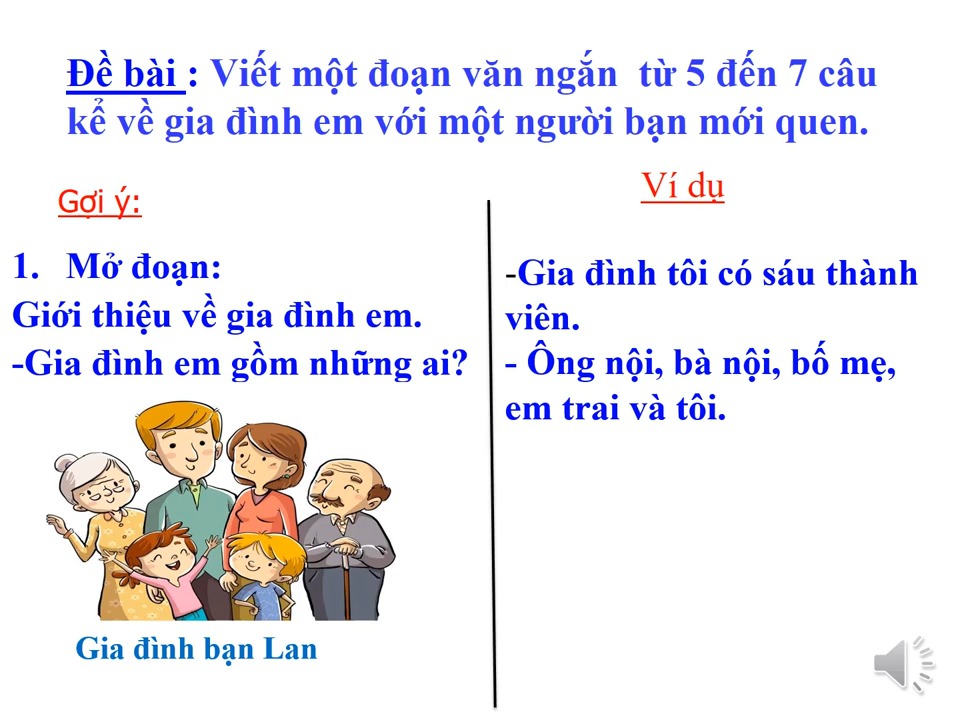 Đề bài : Viết một đoạn văn ngắn từ 5 đến 7 câu
kể về gia đình em với một người bạn mới quen.
Gợi ý:
1. Mở đoạn:
Giới thiệu về gia đình em.
-Gia đình em gồm những ai?
Gia đình bạn Lan
Ví dụ
-Gia đình tôi có sáu thành
viên.
- Ông nội, bà nội, bố mẹ,
em trai và tôi.